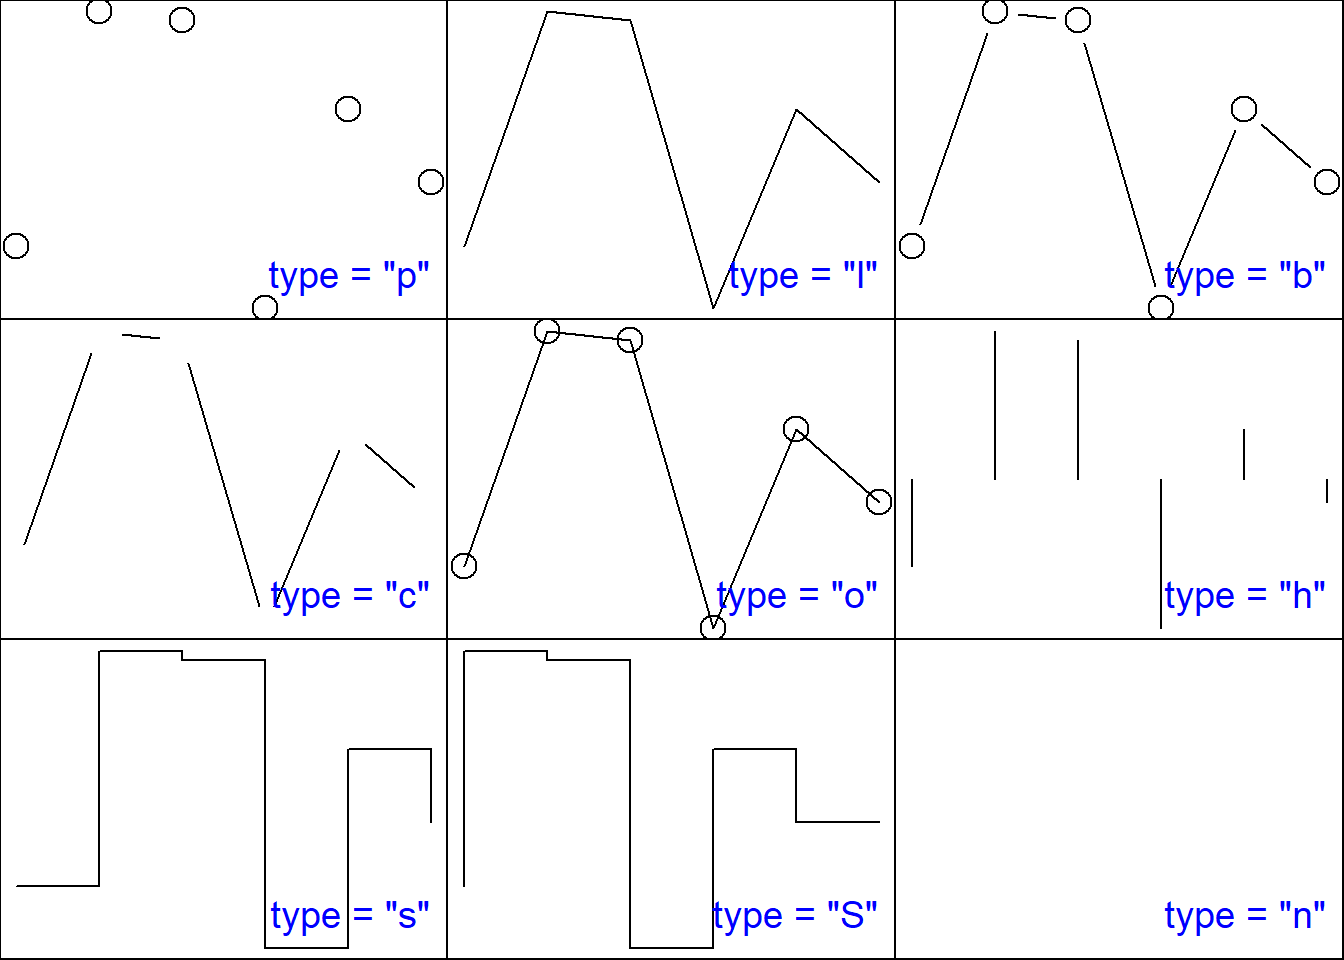 type = "p"
type = "l"
type = "b"
type = "c"
type = "o"
type = "h"
type = "s"
type = "S"
type = "n"